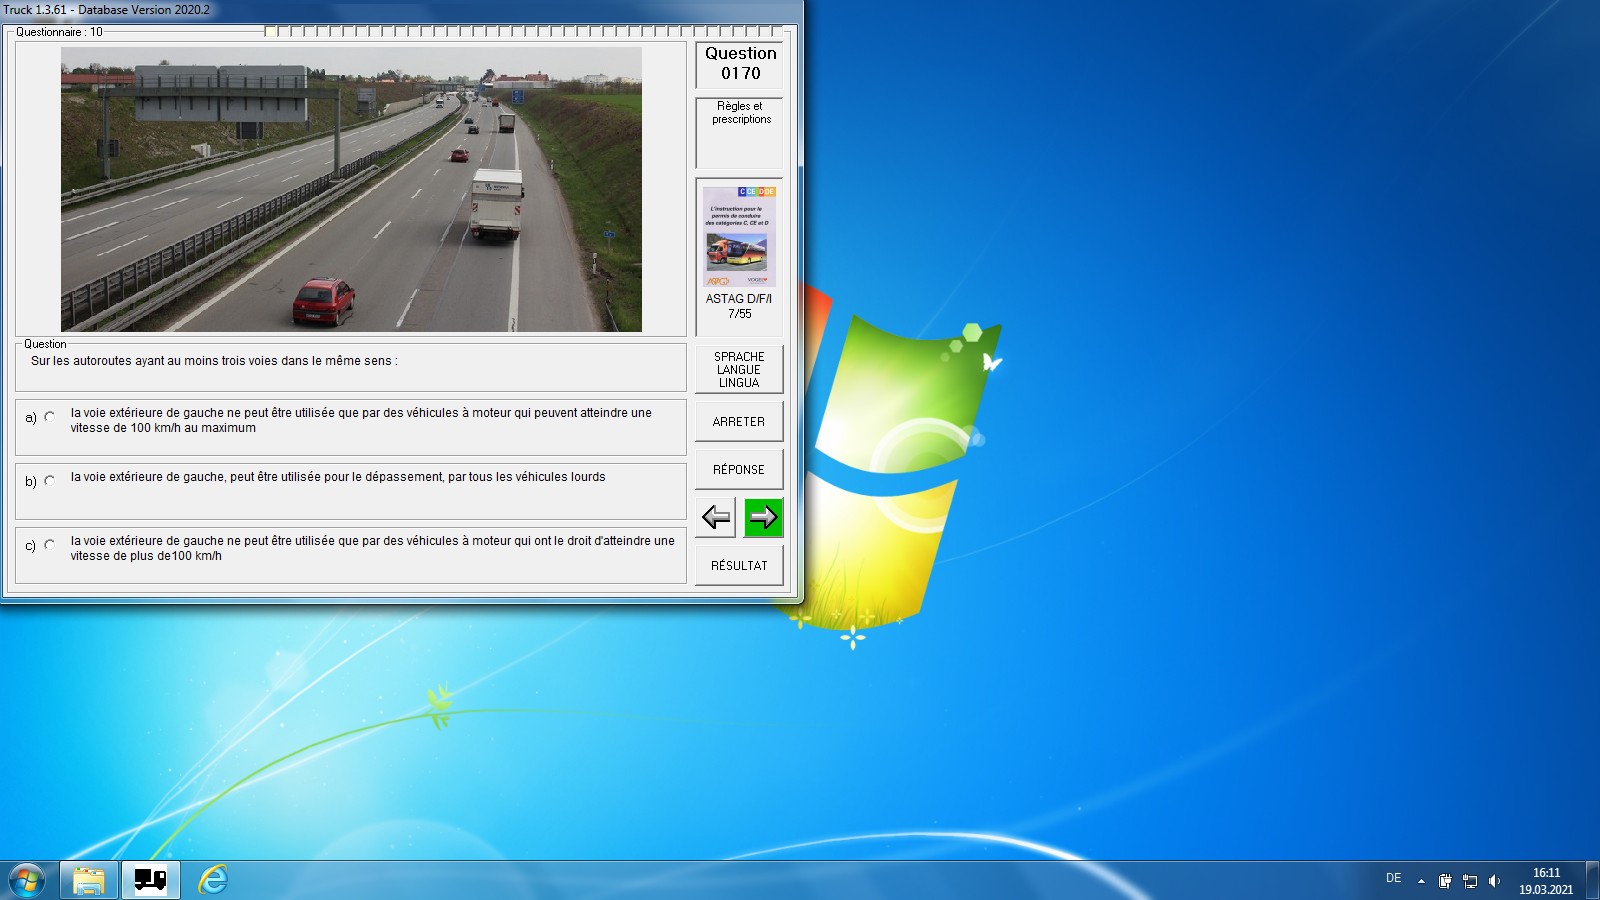 Truck 1.3.61 - Database Version 2020.2
Questionnaire : 10
Question
0170
Règles et
prescriptions
C CE D DE
L'instruction pour le
permis de conduire
des catégories C, CE et D
ASTAG D/F/I
7/55
Question
Sur les autoroutes ayant au moins trois voies dans le même sens :
SPRACHE
LANGUE
LINGUA
a)
la voie extérieure de gauche ne peut être utilisée que par des véhicules à moteur qui peuvent atteindre une
vitesse de 100 km/h au maximum
ARRETER
b)
la voie extérieure de gauche, peut être utilisée pour le dépassement, par tous les véhicules lourds
RÉPONSE
c)
la voie extérieure de gauche ne peut être utilisée que par des véhicules à moteur qui ont le droit d'atteindre une
vitesse de plus de100 km/h
RÉSULTAT
DE
16:11
19.03.2021